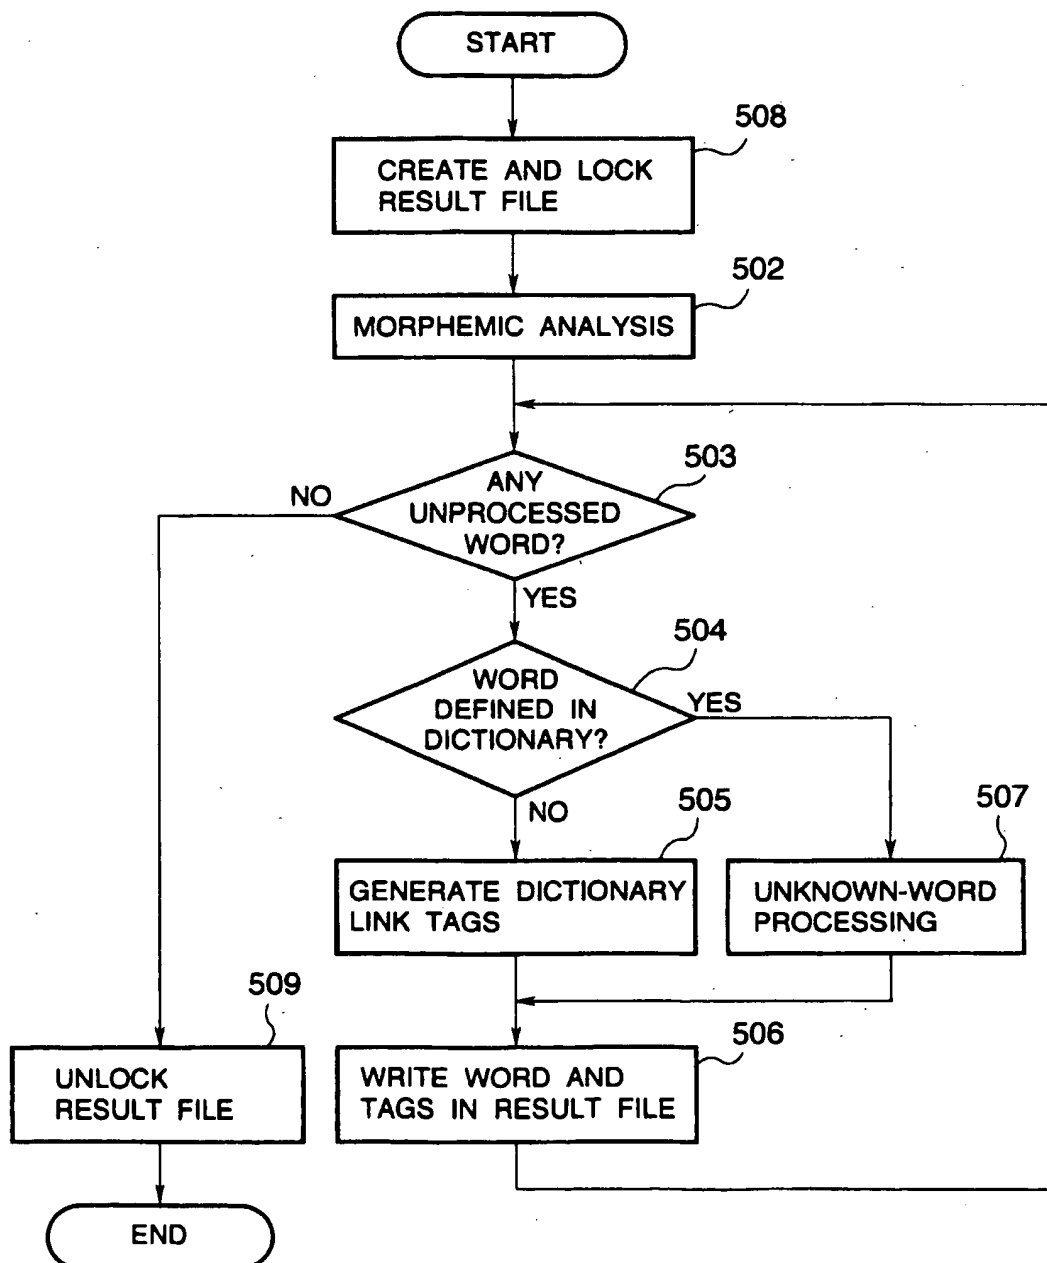 START
508
CREATE AND LOCK
RESULT FILE
502
MORPHEMIC ANALYSIS
503
NO
ANY
UNPROCESSED
WORD?
YES
504
WORD
DEFINED IN
DICTIONARY?
YES
NO
505
507
GENERATE DICTIONARY
LINK TAGS
UNKNOWN-WORD
PROCESSING
509
506
UNLOCK
RESULT FILE
WRITE WORD AND
TAGS IN RESULT FILE
END